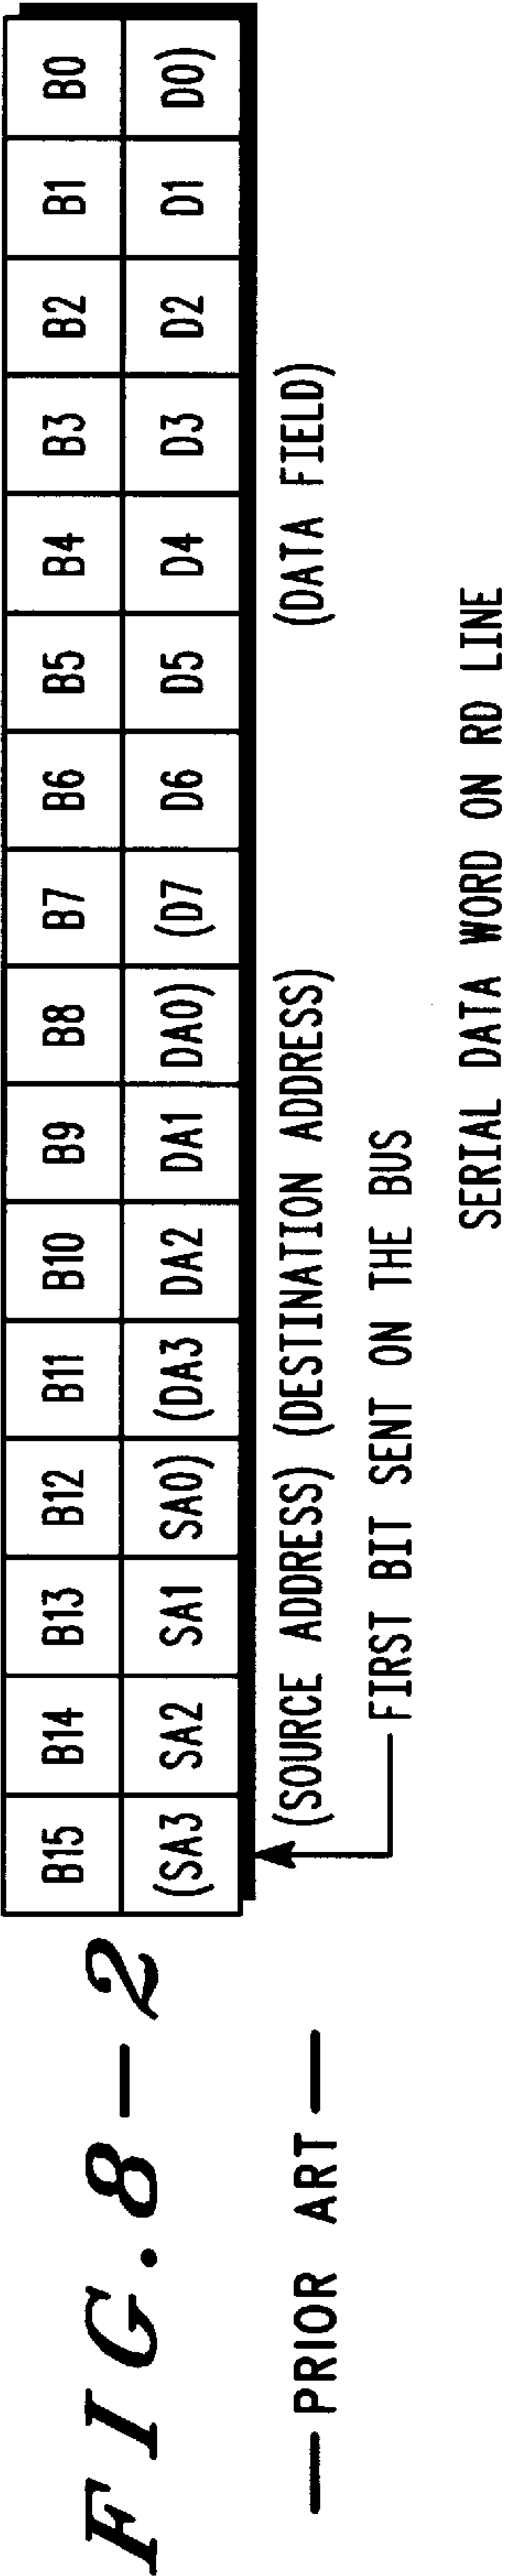 FIG. 8-2
— PRIOR ART —
B15 B14 B13 B12 B11 B10 B9 B8 B7 B6 B5 B4 B3 B2 B1 B0
(SA3 SA2 SA1 SA0) (DA3 DA2 DA1 DA0) (D7 D6 D5 D4 D3 D2 D1 D0)
(SOURCE ADDRESS) (DESTINATION ADDRESS) (DATA FIELD)
FIRST BIT SENT ON THE BUS
SERIAL DATA WORD ON RD LINE